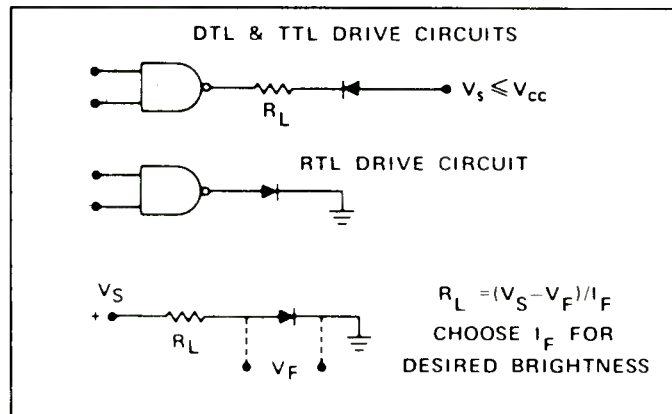 DTL & TTL DRIVE CIRCUITS
R_L
V_S ≤ V_CC
RTL DRIVE CIRCUIT
V_S
+
R_L
V_F
R_L =(V_S–V_F)/I_F
CHOOSE I_F FOR
DESIRED BRIGHTNESS